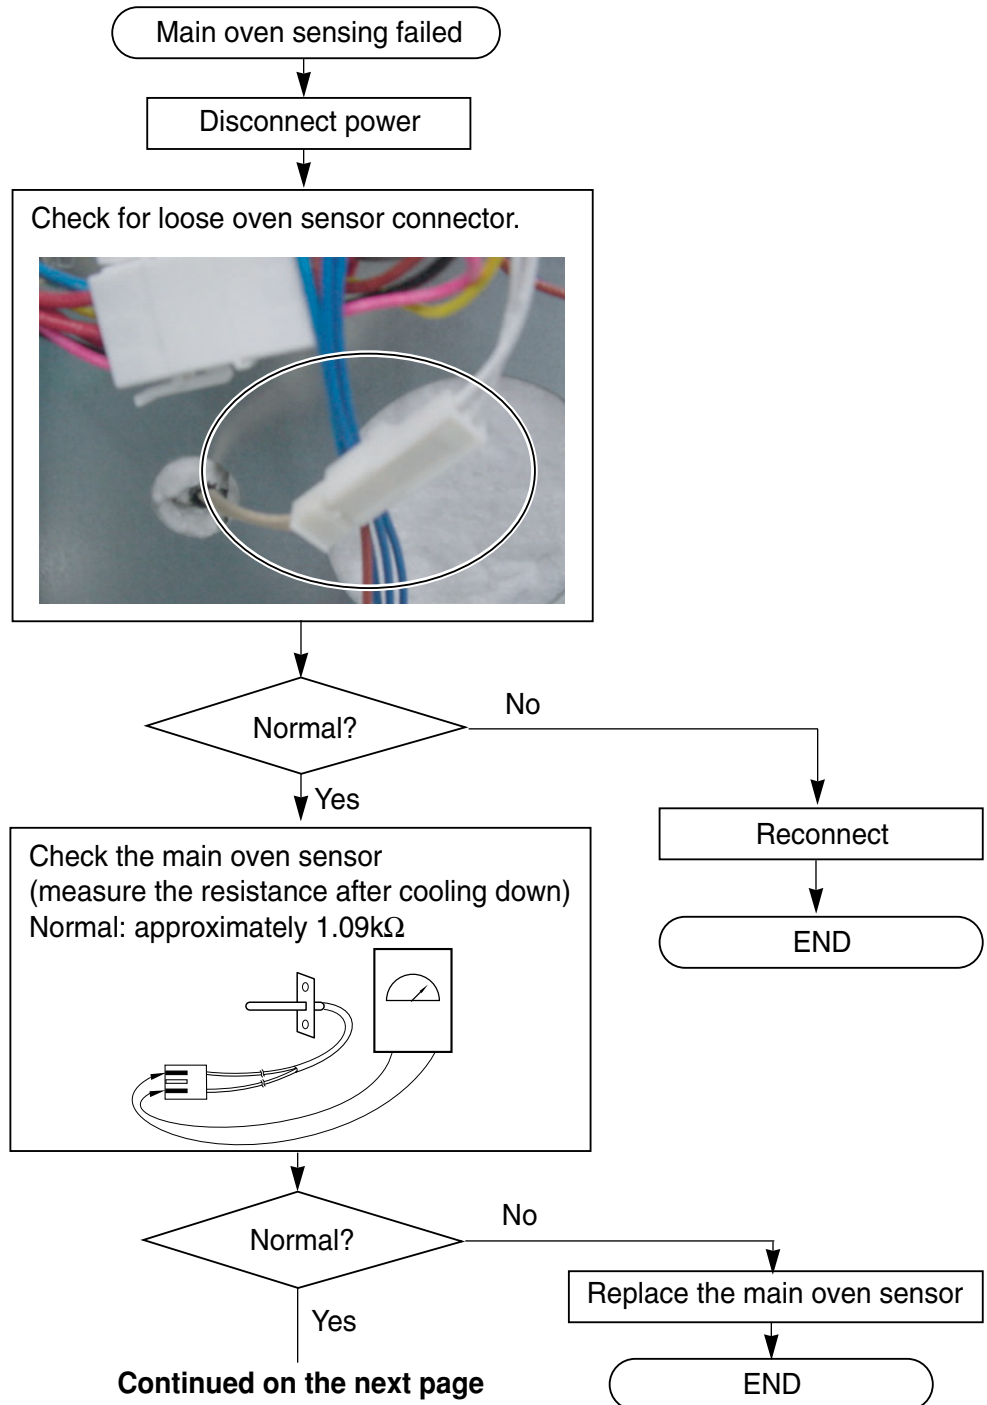 Main oven sensing failed
Disconnect power
Check for loose oven sensor connector.
Normal?
No
Yes
Reconnect
END
Check the main oven sensor
(measure the resistance after cooling down)
Normal: approximately 1.09kΩ
Normal?
No
Yes
Replace the main oven sensor
END
Continued on the next page